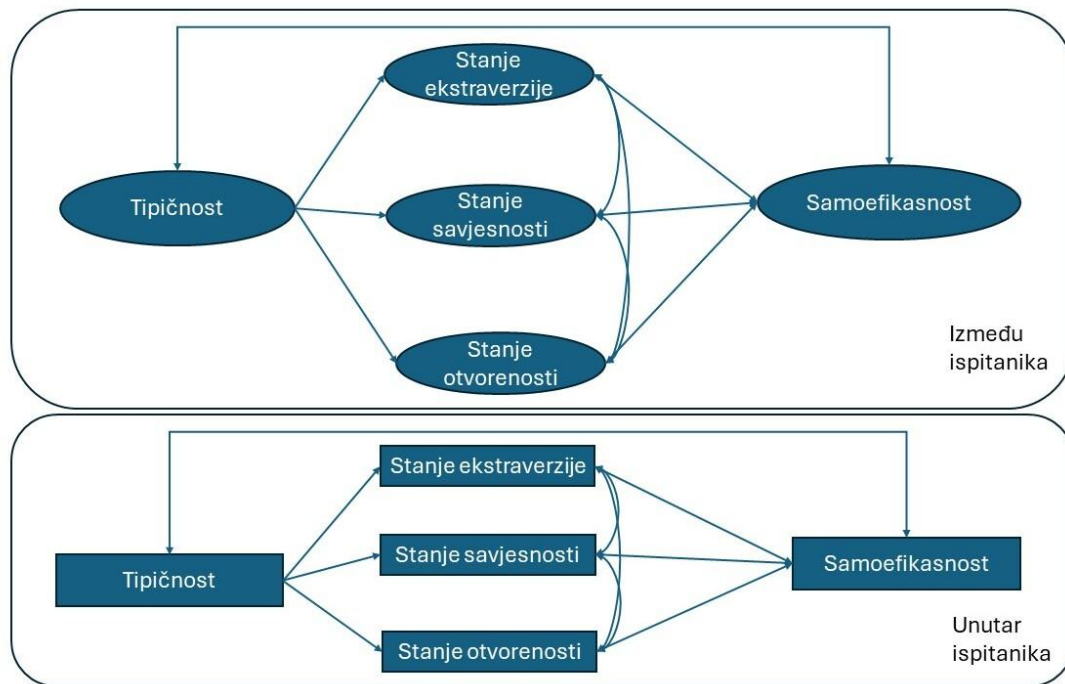 Stanje
ekstraverzije
Tipičnost
Stanje
savjesnosti
Samoefikasnost
Stanje
otvorenosti
Između
ispitanika
Stanje ekstraverzije
Tipičnost
Stanje savjesnosti
Samoefikasnost
Stanje otvorenosti
Unutar
ispitanika